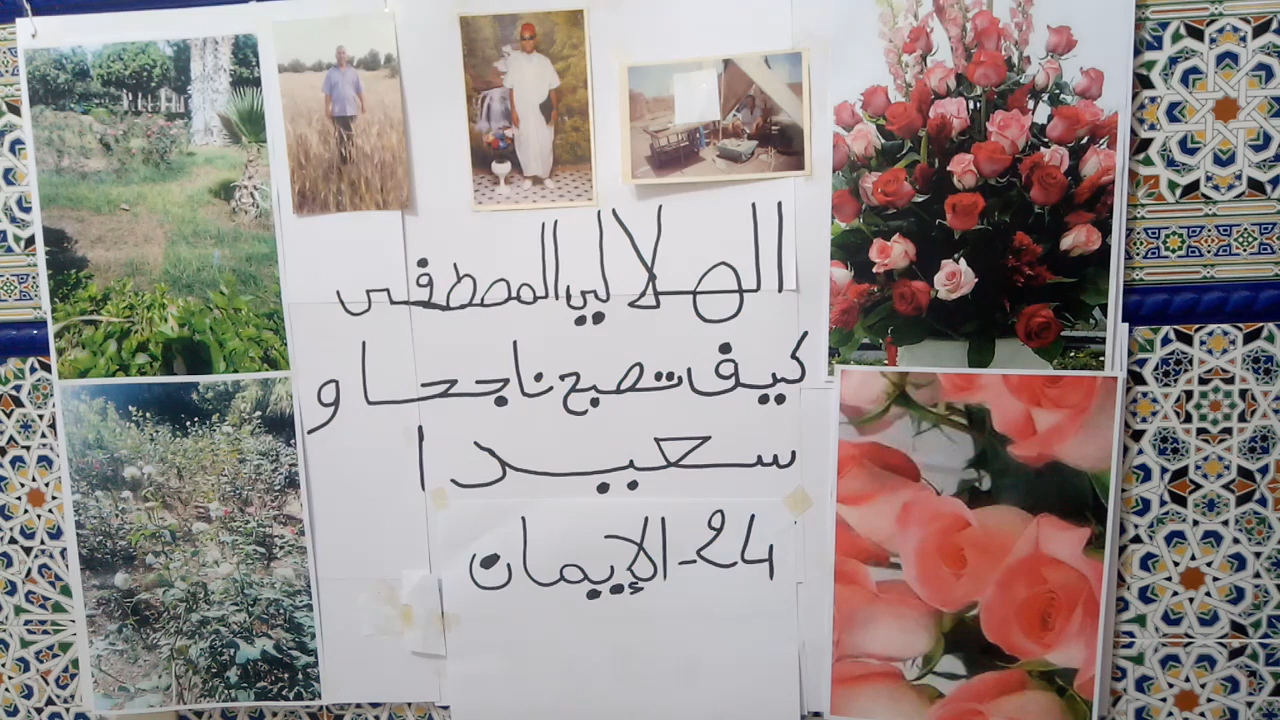 الهلالي المصطفى
كيف تصبح ناجحا و
سعيدا
24-الإيمان